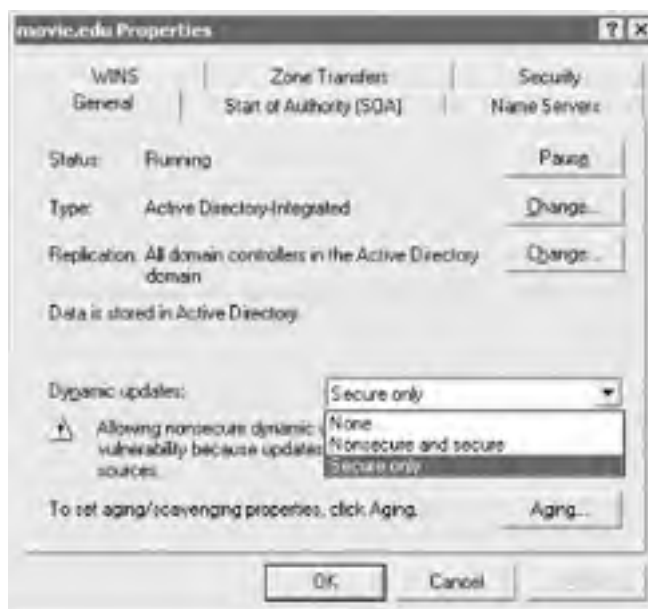 movie.edu Properties
WINS
Zone Transfers
Security
General
Start of Authority (SOA)
Name Servers
Status: Running
Pause
Type: Active Directory-Integrated
Change...
Replication: All domain controllers in the Active Directory
domain
Change...
Data is stored in Active Directory.
Dynamic updates:
Secure only
None
Nonsecure and secure
Secure only
Allowing nonsecure dynamic
vulnerability because updates
sources.
To set aging/scavenging properties, click Aging.
Aging...
OK
Cancel